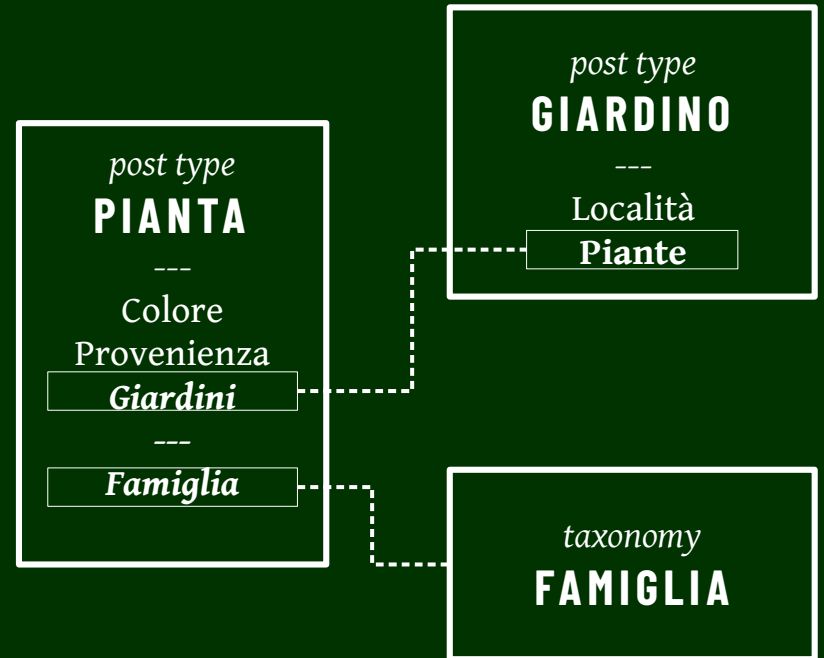 post type
PIANTA
---
Colore
Provenienza
Giardini
---
Famiglia
post type
GIARDINO
---
Località
Piante
taxonomy
FAMIGLIA